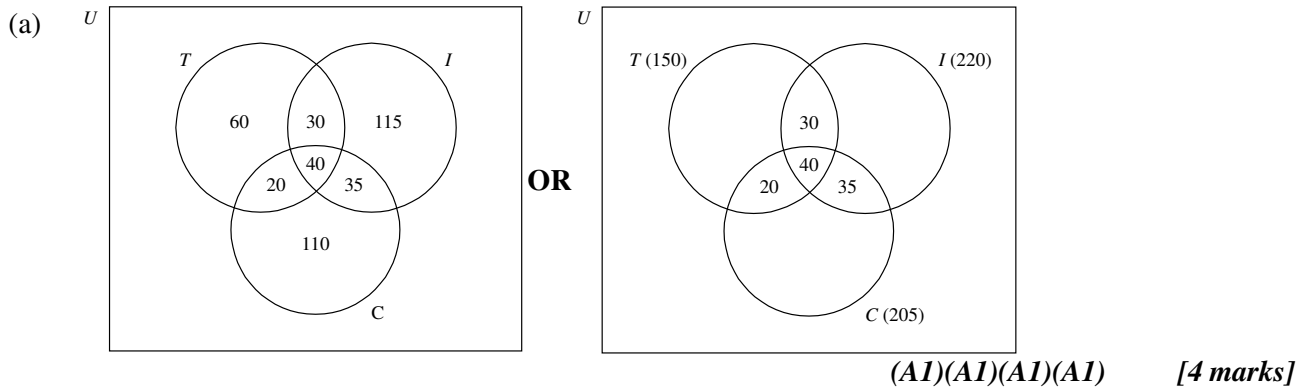 (a)
U
T
I
60
30
115
40
20
35
110
C
OR
U
T (150)
I (220)
30
40
20
35
C (205)
(A1)(A1)(A1)(A1) [4 marks]